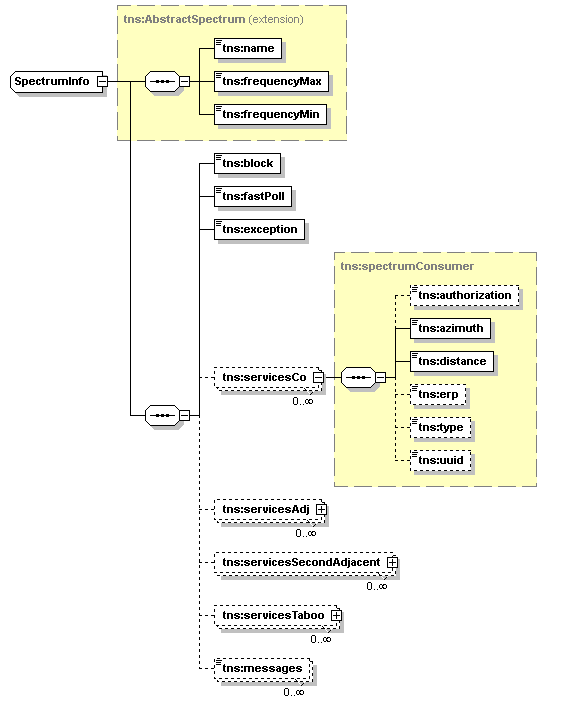 tns:AbstractSpectrum (extension)
tns:name
SpectrumInfo
tns:frequencyMax
tns:frequencyMin
tns:block
tns:fastPoll
tns:exception
tns:spectrumConsumer
tns:authorization
tns:azimuth
tns:distance
tns:servicesCo
0..∞
tns:erp
tns:type
tns:uuid
tns:servicesAdj
0..∞
tns:servicesSecondAdjacent
0..∞
tns:servicesTaboo
0..∞
tns:messages
0..∞